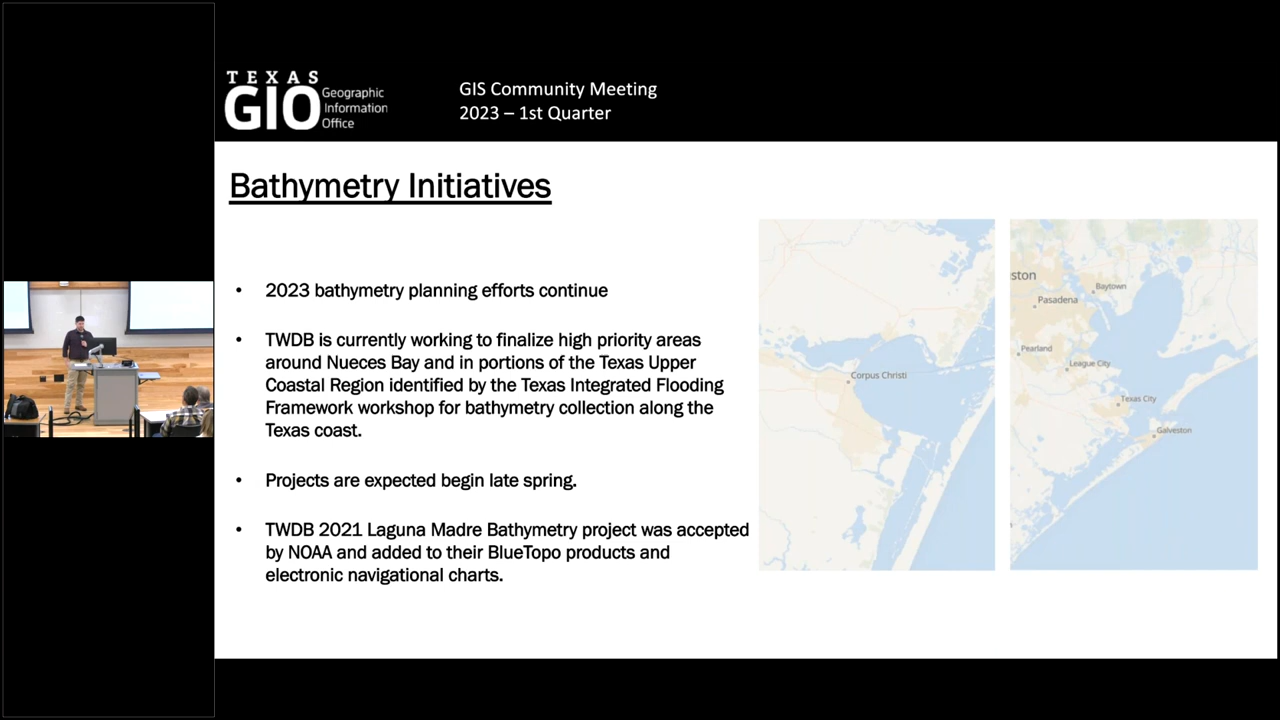 TEXAS
GIO
Geographic
Information
Office
GIS Community Meeting
2023 – 1st Quarter
Bathymetry Initiatives
• 2023 bathymetry planning efforts continue
• TWDB is currently working to finalize high priority areas
around Nueces Bay and in portions of the Texas Upper
Coastal Region identified by the Texas Integrated Flooding
Framework workshop for bathymetry collection along the
Texas coast.
• Projects are expected begin late spring.
• TWDB 2021 Laguna Madre Bathymetry project was accepted
by NOAA and added to their BlueTopo products and
electronic navigational charts.
Corpus Christi
ston
Baytown
Pasadena
Pearland
League City
Texas City
Galveston